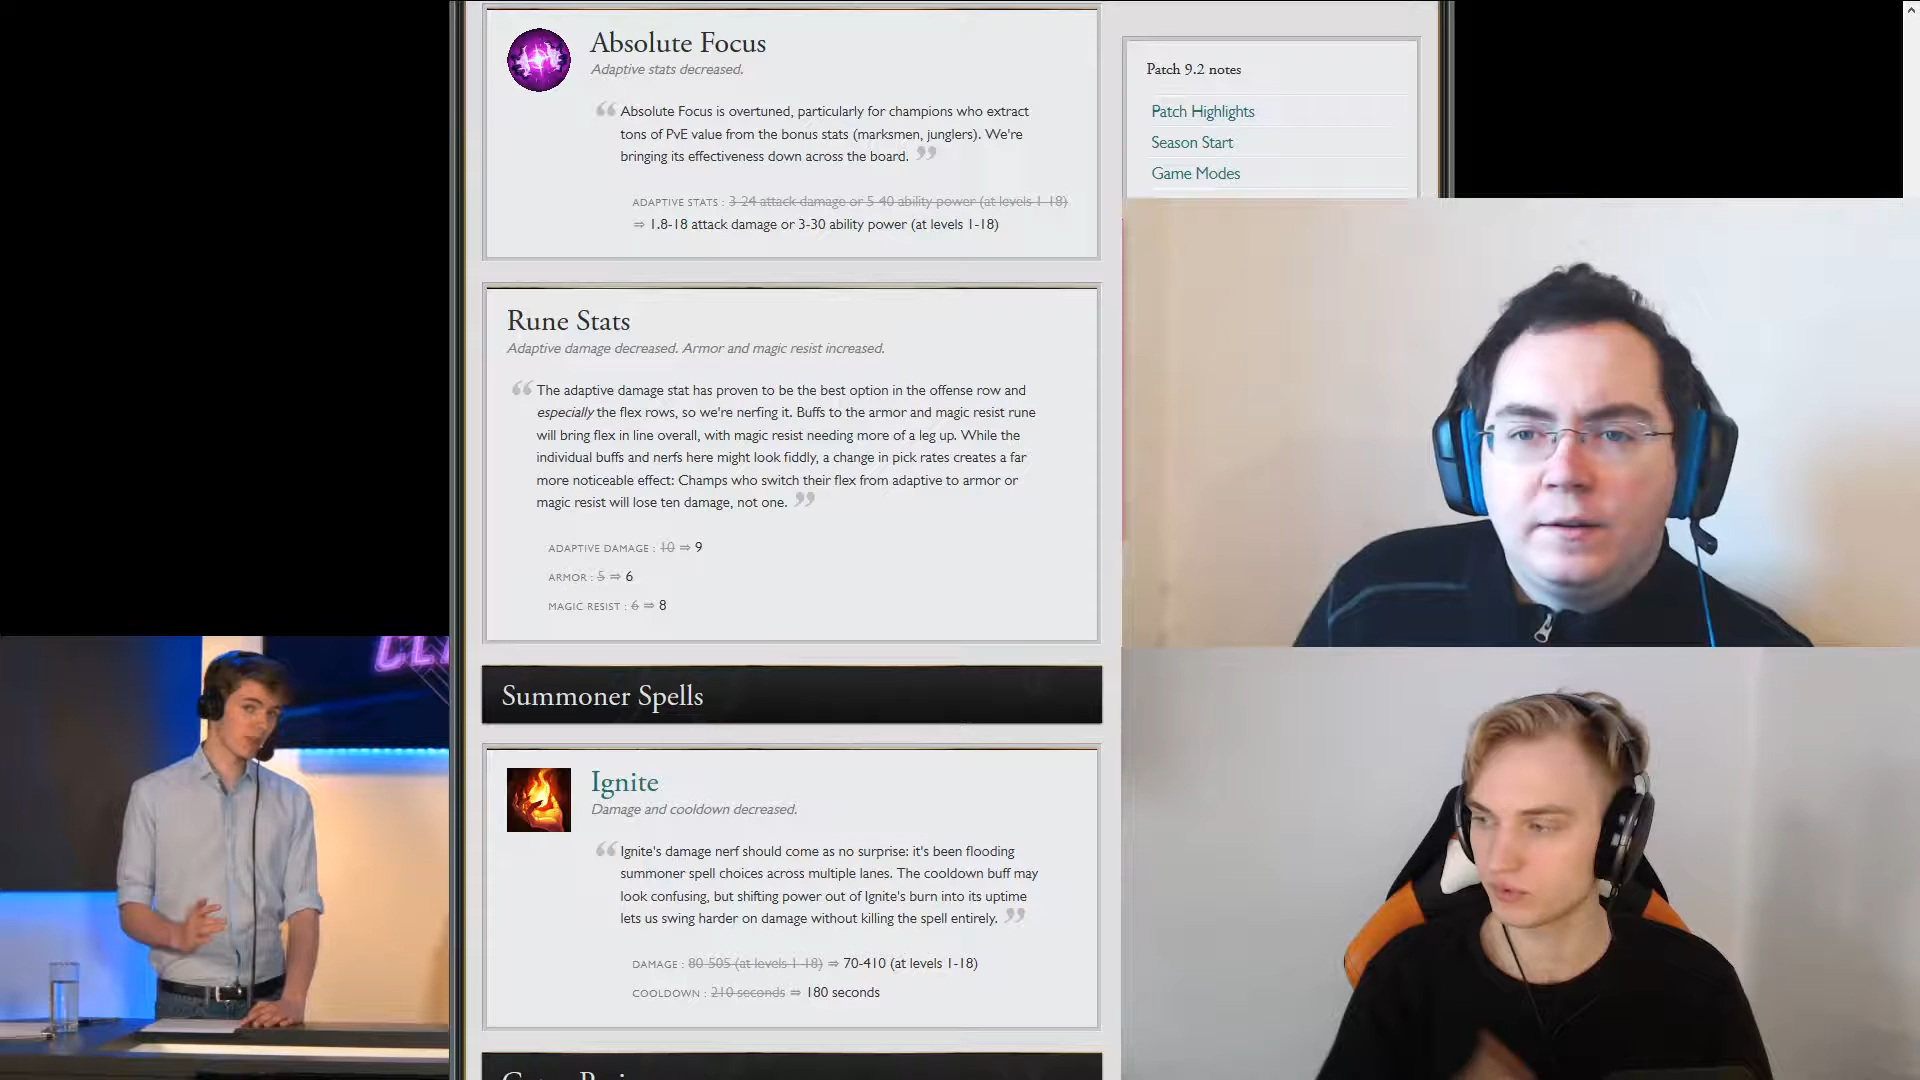 Absolute Focus
Adaptive stats decreased.
Absolute Focus is overtuned, particularly for champions who extract
tons of PvE value from the bonus stats (marksmen, junglers). We're
bringing its effectiveness down across the board.
ADAPTIVE STATS : 3-24 attack damage or 5-40 ability power (at levels 1-18)
⇒ 1.8-18 attack damage or 3-30 ability power (at levels 1-18)
Rune Stats
Adaptive damage decreased. Armor and magic resist increased.
The adaptive damage stat has proven to be the best option in the offense row and
especially the flex rows, so we're nerfing it. Buffs to the armor and magic resist rune
will bring flex in line overall, with magic resist needing more of a leg up. While the
individual buffs and nerfs here might look fiddly, a change in pick rates creates a far
more noticeable effect: Champs who switch their flex from adaptive to armor or
magic resist will lose ten damage, not one.
ADAPTIVE DAMAGE : 10 ⇒ 9
ARMOR : 5 ⇒ 6
MAGIC RESIST : 6 ⇒ 8
Summoner Spells
Ignite
Damage and cooldown decreased.
Ignite's damage nerf should come as no surprise: it's been flooding
summoner spell choices across multiple lanes. The cooldown buff may
look confusing, but shifting power out of Ignite's burn into its uptime
lets us swing harder on damage without killing the spell entirely.
DAMAGE : 80-505 (at levels 1-18) ⇒ 70-410 (at levels 1-18)
COOLDOWN : 210 seconds ⇒ 180 seconds
Patch 9.2 notes
Patch Highlights
Season Start
Game Modes